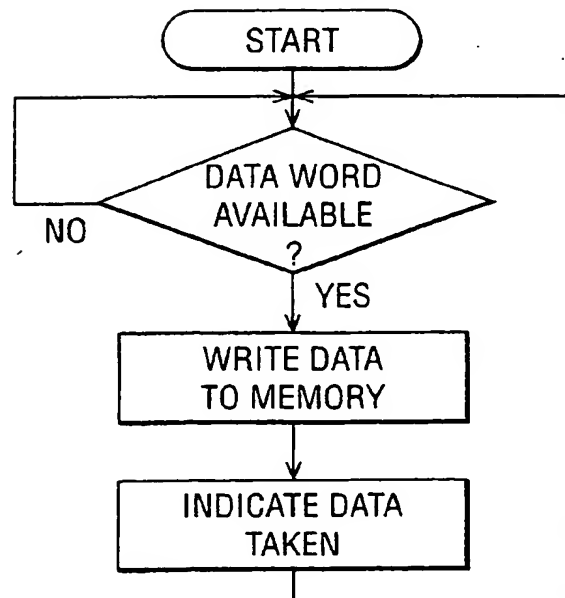 START
DATA WORD
AVAILABLE
?
NO
YES
WRITE DATA
TO MEMORY
INDICATE DATA
TAKEN